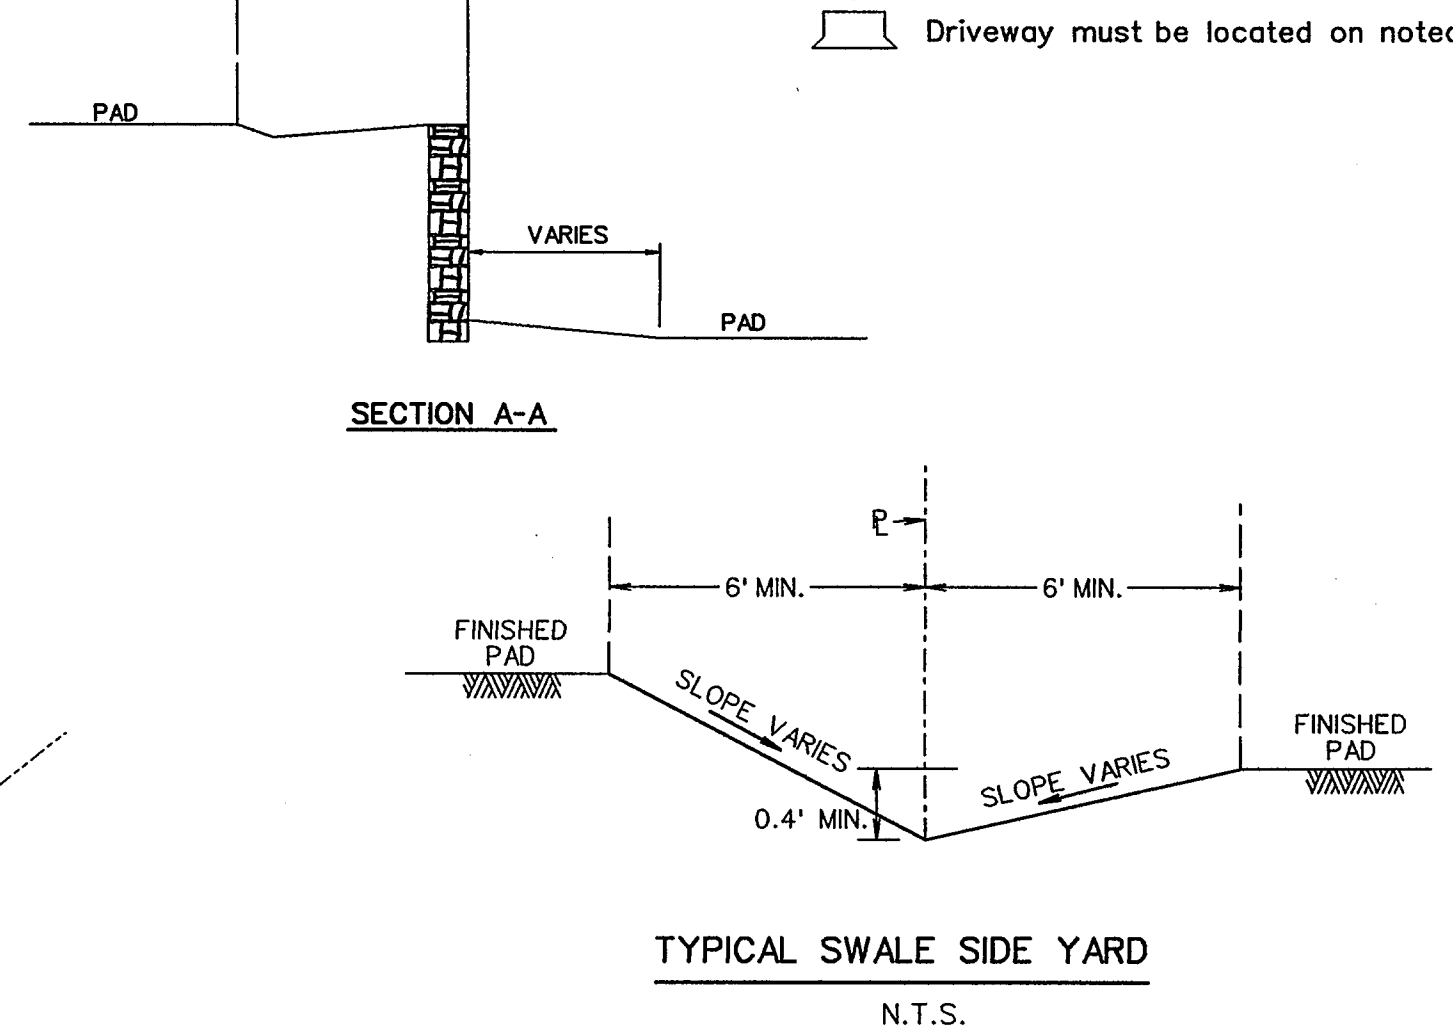 Driveway must be located on
PAD
VARIES
PAD
SECTION A-A
PL
6' MIN.
6' MIN.
FINISHED
PAD
SLOPE VARIES
FINISHED
PAD
SLOPE VARIES
0.4' MIN.
TYPICAL SWALE SIDE YARD
N.T.S.